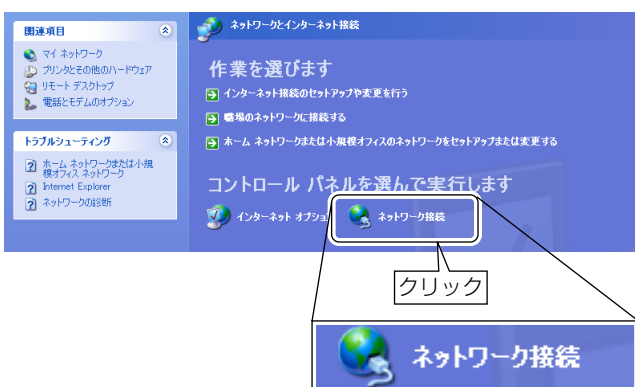 関連項目
マイ ネットワーク
プリンタとその他のハードウェア
リモート デスクトップ
電話とモデムのオプション
トラブルシューティング
ホーム ネットワークまたは小規
模オフィス ネットワーク
Internet Explorer
ネットワークの診断
ネットワークとインターネット接続
作業を選びます
インターネット接続のセットアップや変更を行う
職場のネットワークに接続する
ホーム ネットワークまたは小規模オフィスのネットワークをセットアップまたは変更する
コントロール パネルを選んで実行します
インターネット オプショ
ネットワーク接続
クリック
ネットワーク接続